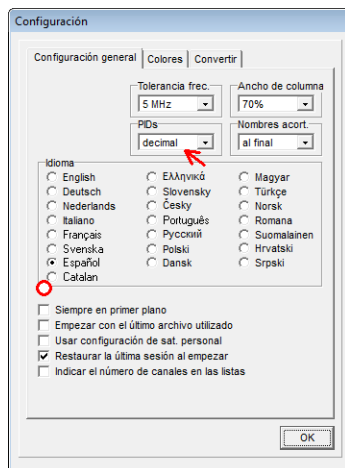 Configuración
Configuración general Colores Convertir
Tolerancia frec. Ancho de columna
5 MHz 70%
PIDs Nombres acort.
decimal al final
Idioma
English Ελληνικά Magyar
Deutsch Slovensky Türkçe
Nederlands Česky Norsk
Italiano Português Romana
Français Русский Suomalainen
Svenska Polski Hrvatski
Español Dansk Srpski
Catalan
Siempre en primer plano
Empezar con el último archivo utilizado
Usar configuración de sat. personal
Restaurar la última sesión al empezar
Indicar el número de canales en las listas
OK